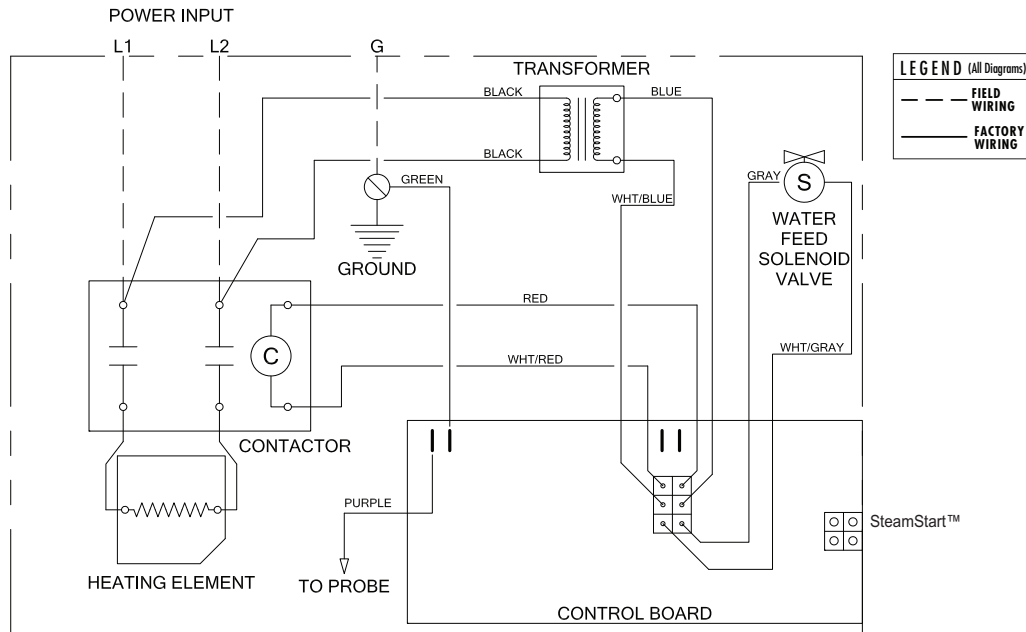 POWER INPUT
L1 L2 G
LEGEND (All Diagrams)
FIELD
WIRING
FACTORY
WIRING
TRANSFORMER
BLACK
BLUE
BLACK
GREEN
WHT/BLUE
GRAY
S
WATER
FEED
SOLENOID
VALVE
GROUND
RED
WHT/GRAY
C
WHT/RED
CONTACTOR
PURPLE
SteamStart™
HEATING ELEMENT
TO PROBE
CONTROL BOARD